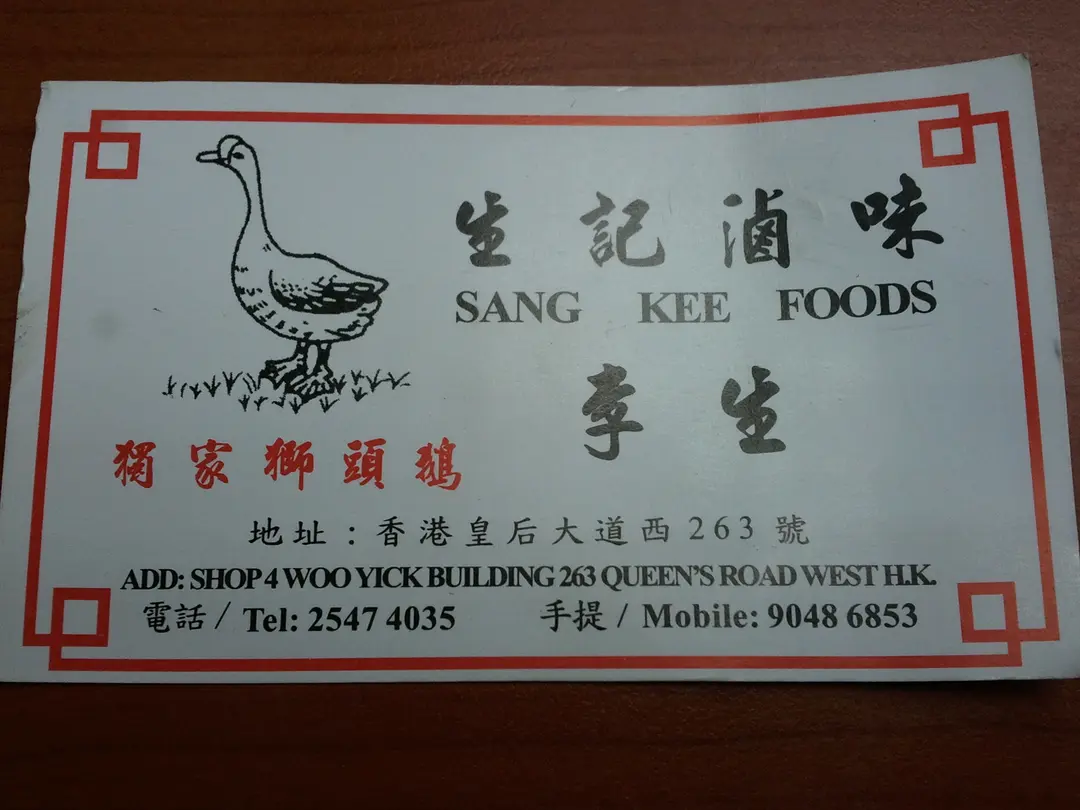 生記滷味
SANG KEE FOODS
李生
獨家獅頭鵝
地址：香港皇后大道西263號
ADD: SHOP 4 WOO YICK BUILDING 263 QUEEN'S ROAD WEST H.K.
電話 / Tel: 2547 4035 手提 / Mobile: 9048 6853